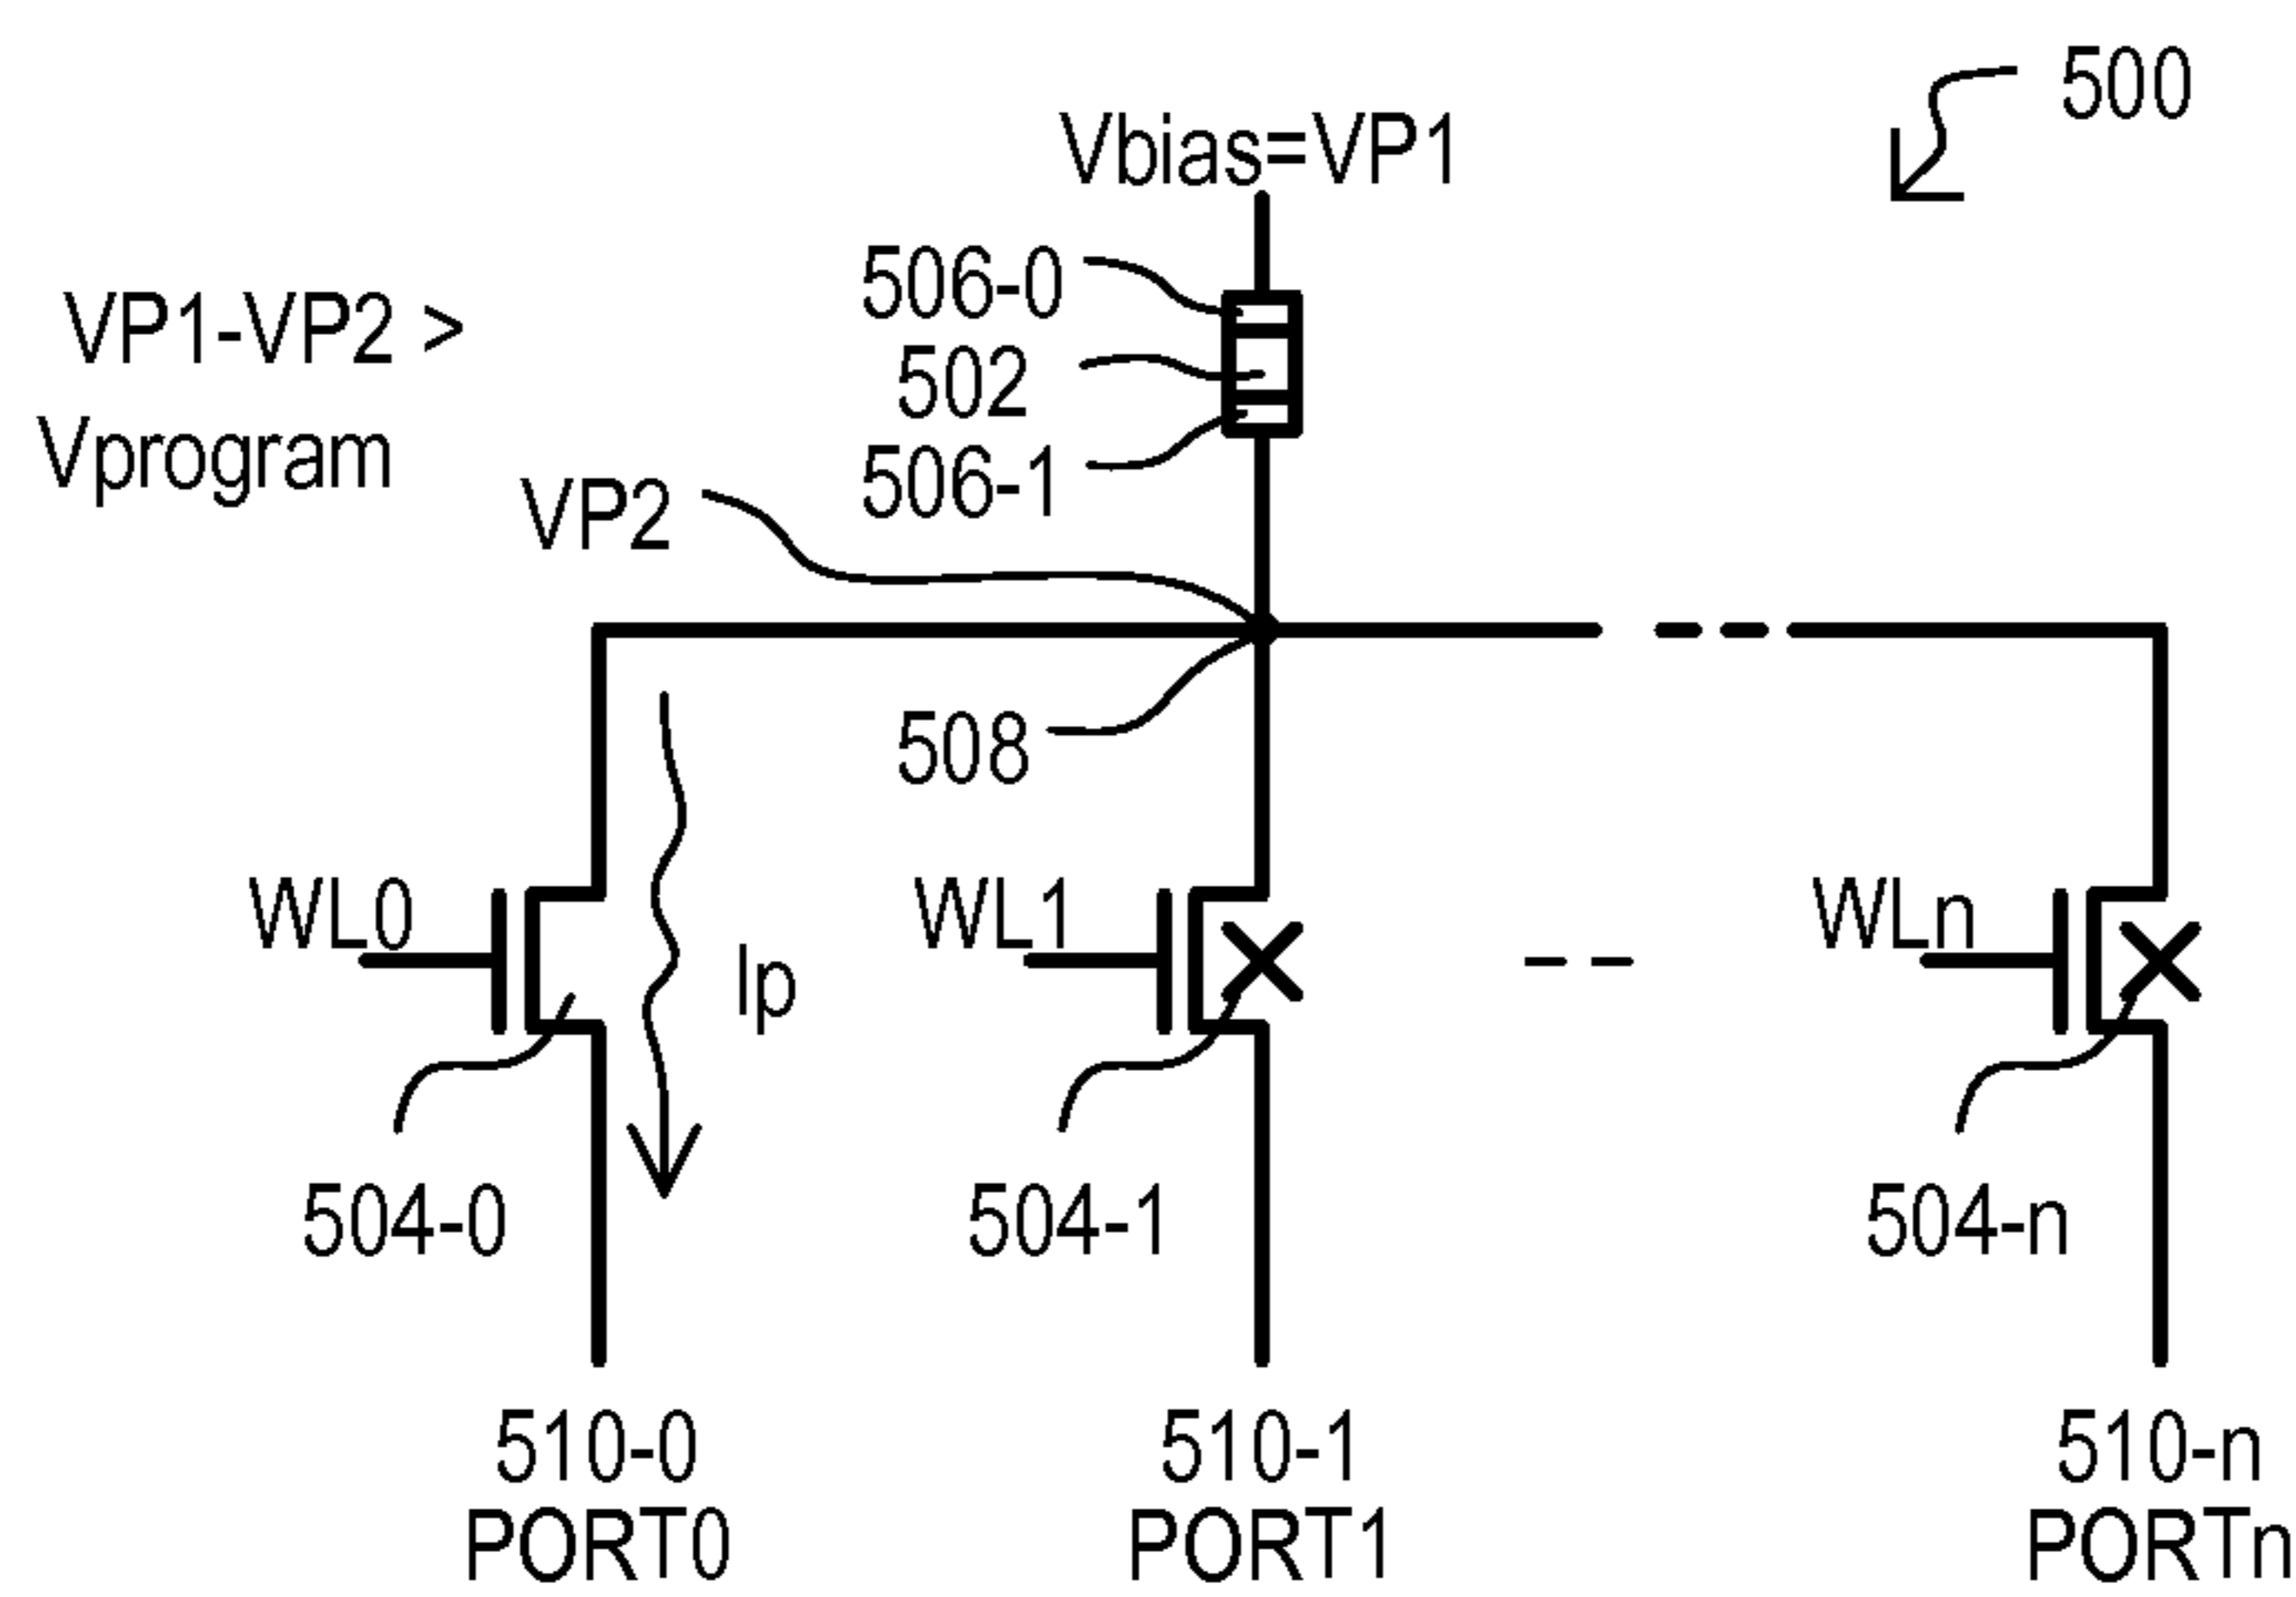 500
Vbias=VP1
506-0
VP1-VP2 >
502
Vprogram
506-1
VP2
508
WL0
WL1
WLn
Ip
504-0
504-1
504-n
510-0
510-1
510-n
PORT0
PORT1
PORTn